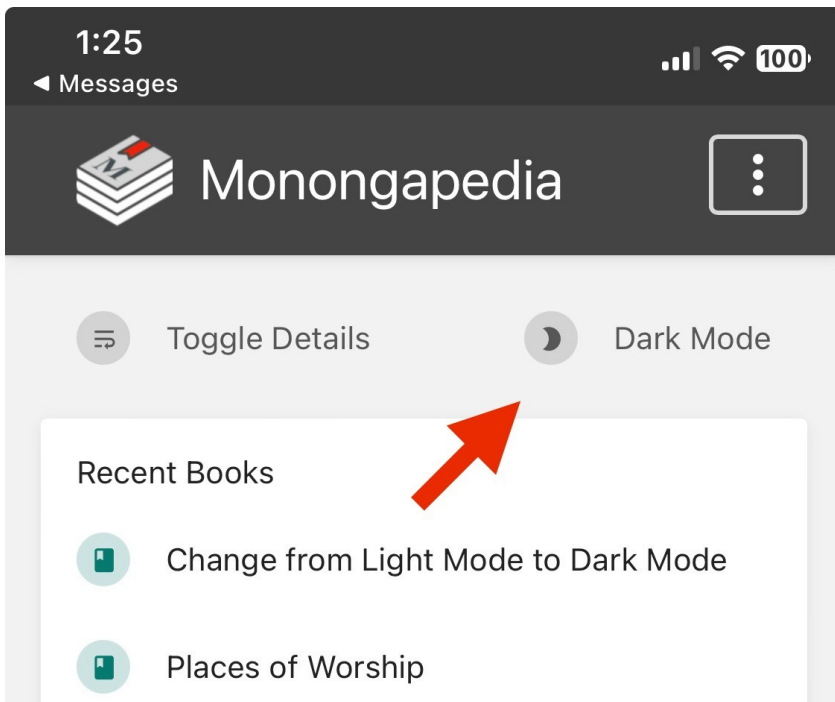 1:25
100
◀ Messages
M
Monongapedia
Toggle Details
Dark Mode
Recent Books
Change from Light Mode to Dark Mode
Places of Worship